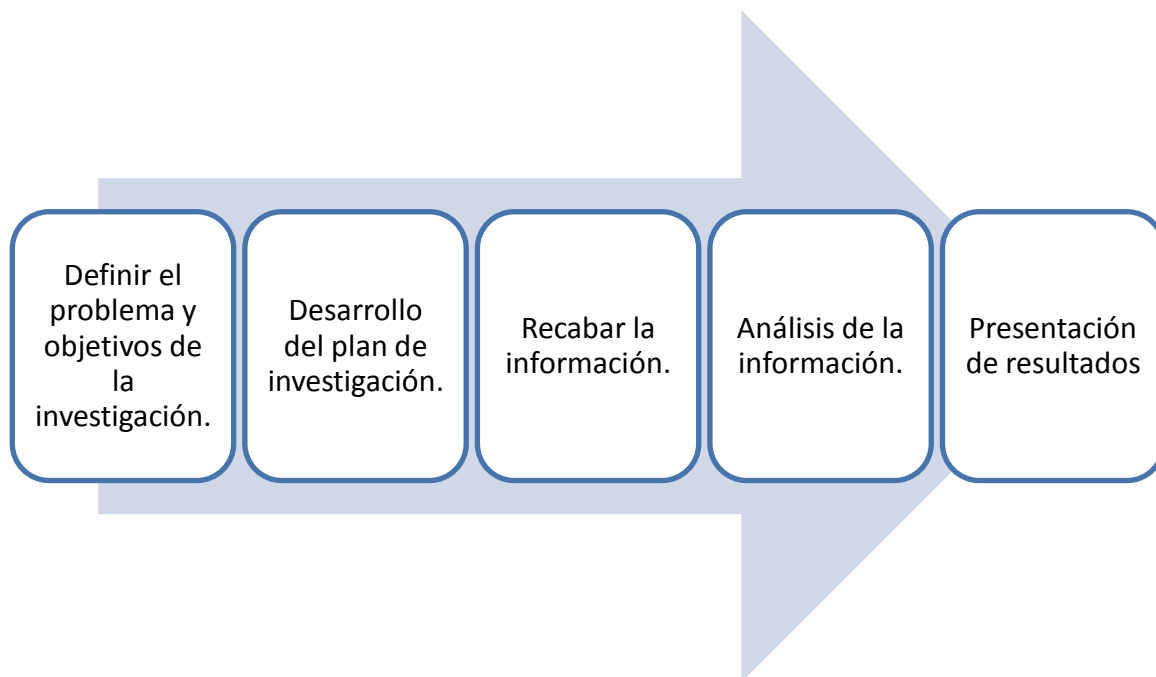 Definir el
problema y
objetivos de
la
investigación.
Desarrollo
del plan de
investigación.
Recabar la
información.
Análisis de la
información.
Presentación
de resultados